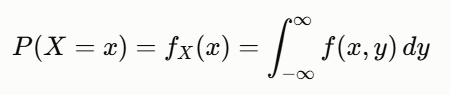 P(X = x) = f_X(x) = ∫_{-∞}^{∞} f(x, y) dy